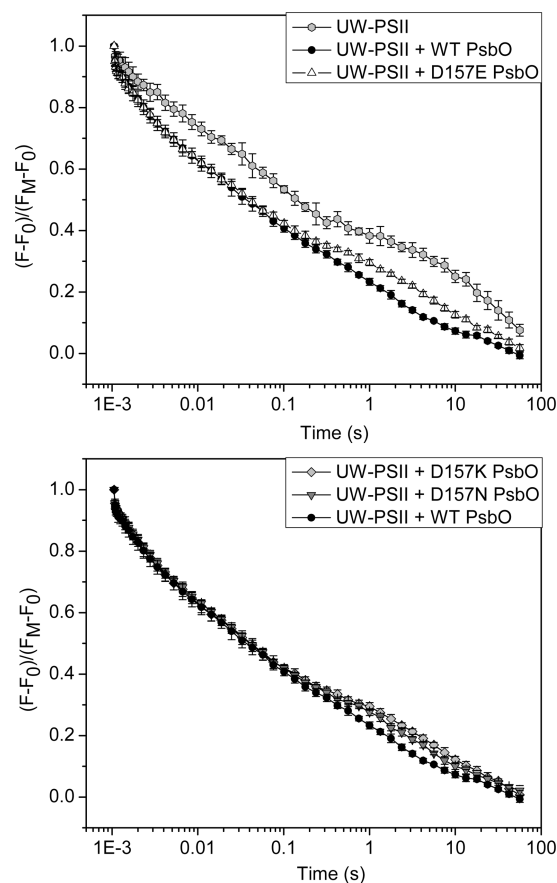 UW-PSII
UW-PSII + WT PsbO
UW-PSII + D157E PsbO
(F-F₀)/(F_M-F₀)
1.0
0.8
0.6
0.4
0.2
0.0
1E-3 0.01 0.1 1 10 100
Time (s)
UW-PSII + D157K PsbO
UW-PSII + D157N PsbO
UW-PSII + WT PsbO
(F-F₀)/(F_M-F₀)
1.0
0.8
0.6
0.4
0.2
0.0
1E-3 0.01 0.1 1 10 100
Time (s)